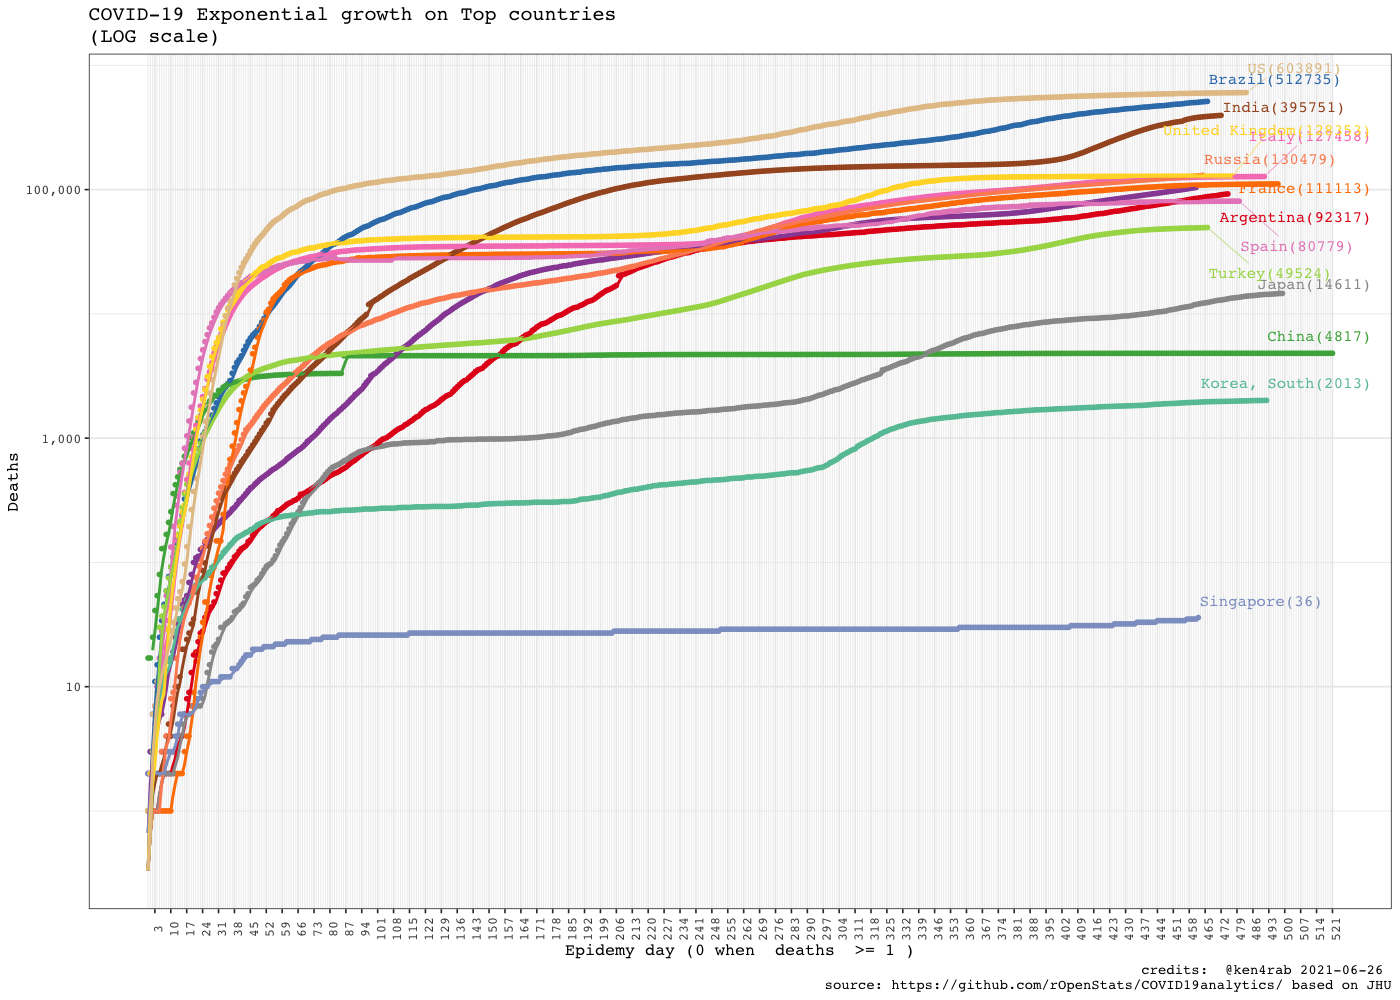 COVID-19 Exponential growth on Top countries
(LOG scale)
US(603891)
Brazil(512735)
India(395751)
United Kingdom(128353)
Italy(127458)
Russia(130479)
France(111113)
Argentina(92317)
Spain(80779)
Turkey(49524)
Japan(14611)
China(4817)
Korea, South(2013)
Singapore(36)
100,000
1,000
10
Deaths
3 10 17 24 31 38 45 52 59 66 73 80 87 94 101 108 115 122 129 136 143 150 157 164 171 178 185 192 199 206 213 220 227 234 241 248 255 262 269 276 283 290 297 304 311 318 325 332 339 346 353 360 367 374 381 388 395 402 409 416 423 430 437 444 451 458 465 472 479 486 493 500 507 514 521
Epidemy day (0 when  deaths  >= 1 )
credits:  @ken4rab 2021-06-26
source: https://github.com/rOpenStats/COVID19analytics/ based on JHU